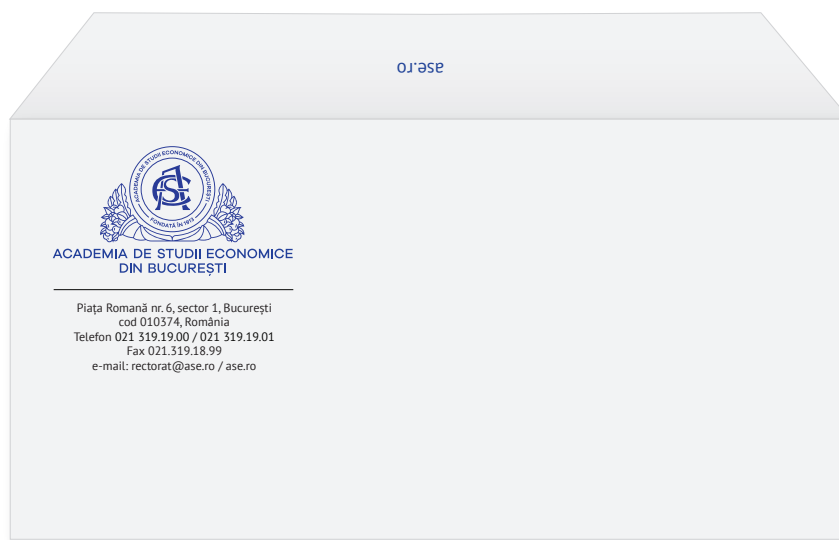 ase.ro
ACADEMIA DE STUDII ECONOMICE DIN BUCUREȘTI
FONDATĂ ÎN 1913
ASE
ACADEMIA DE STUDII ECONOMICE
DIN BUCUREȘTI
Piața Romană nr. 6, sector 1, București
cod 010374, România
Telefon 021 319.19.00 / 021 319.19.01
Fax 021.319.18.99
e-mail: rectorat@ase.ro / ase.ro